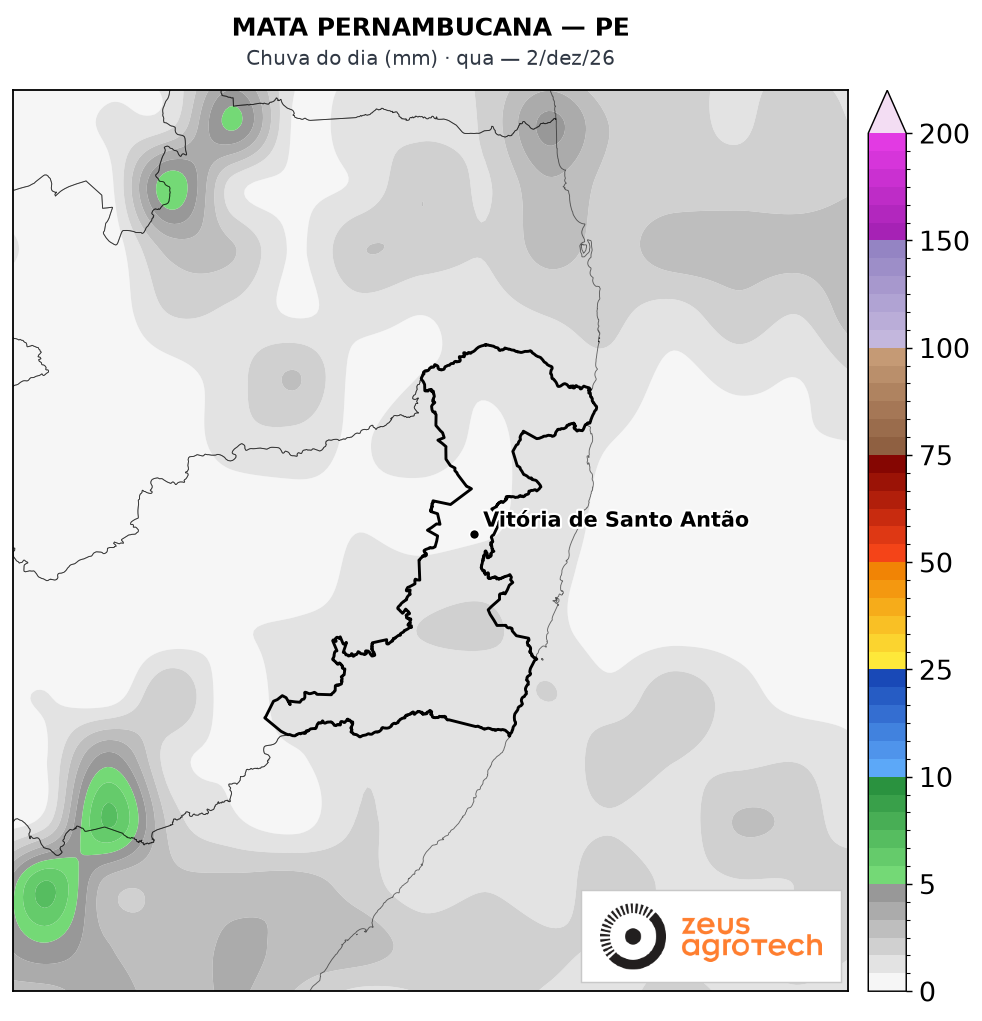 MATA PERNAMBUCANA — PE
Chuva do dia (mm) · qua — 2/dez/26
200
150
100
75
50
25
10
5
0
Vitória de Santo Antão
zeus
agrotech